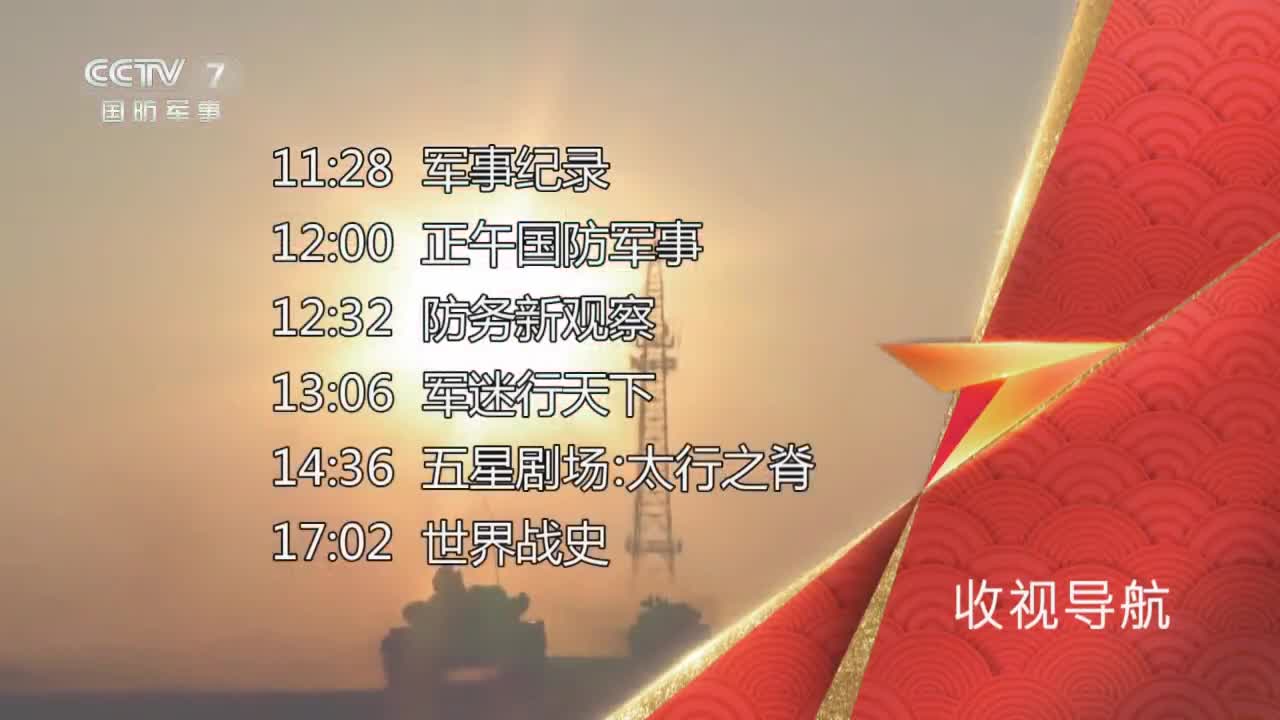 CCTV 7
国防军事
11:28 军事纪录
12:00 正午国防军事
12:32 防务新观察
13:06 军迷行天下
14:36 五星剧场:太行之脊
17:02 世界战史
收视导航